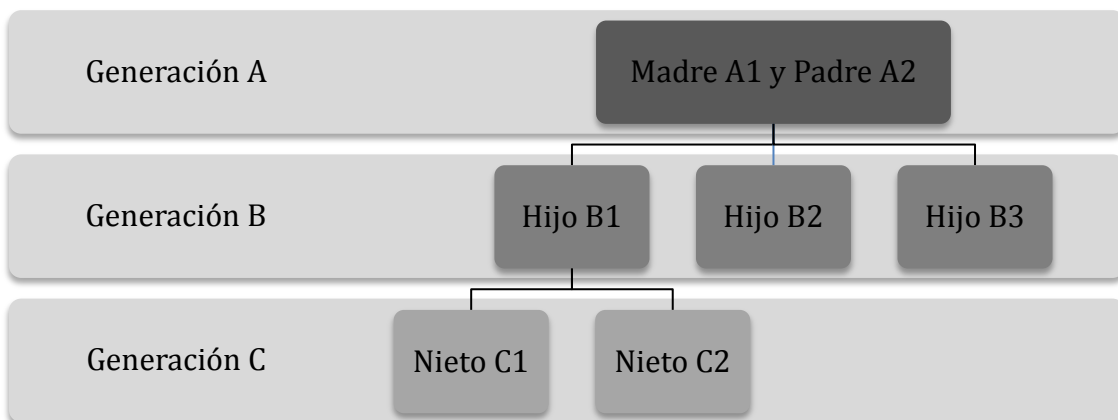 Generación A
Madre A1 y Padre A2
Generación B
Hijo B1
Hijo B2
Hijo B3
Generación C
Nieto C1
Nieto C2